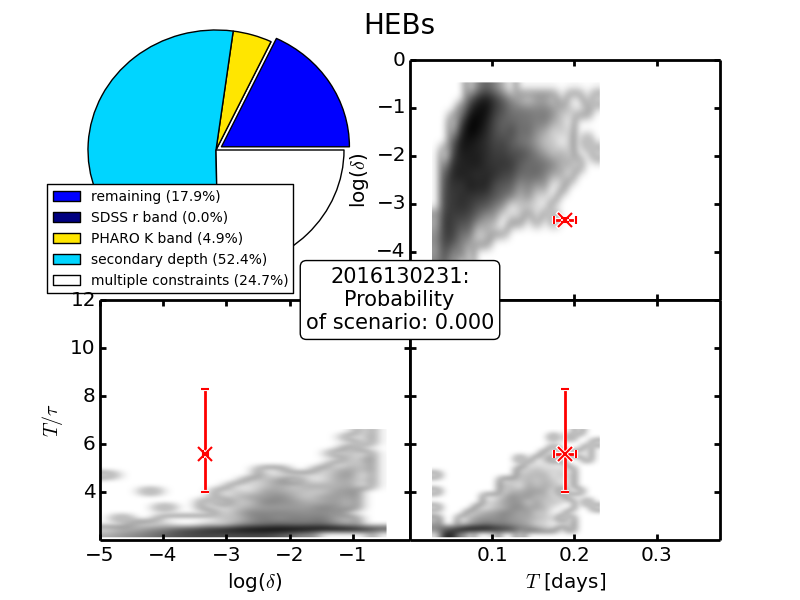 HEBs
remaining (17.9%)
SDSS r band (0.0%)
PHARO K band (4.9%)
secondary depth (52.4%)
multiple constraints (24.7%)
0
−1
−2
−3
−4
log(δ)
2016130231:
Probability
of scenario: 0.000
12
10
8
6
4
T/τ
−5 −4 −3 −2 −1
log(δ)
0.1 0.2 0.3
T [days]